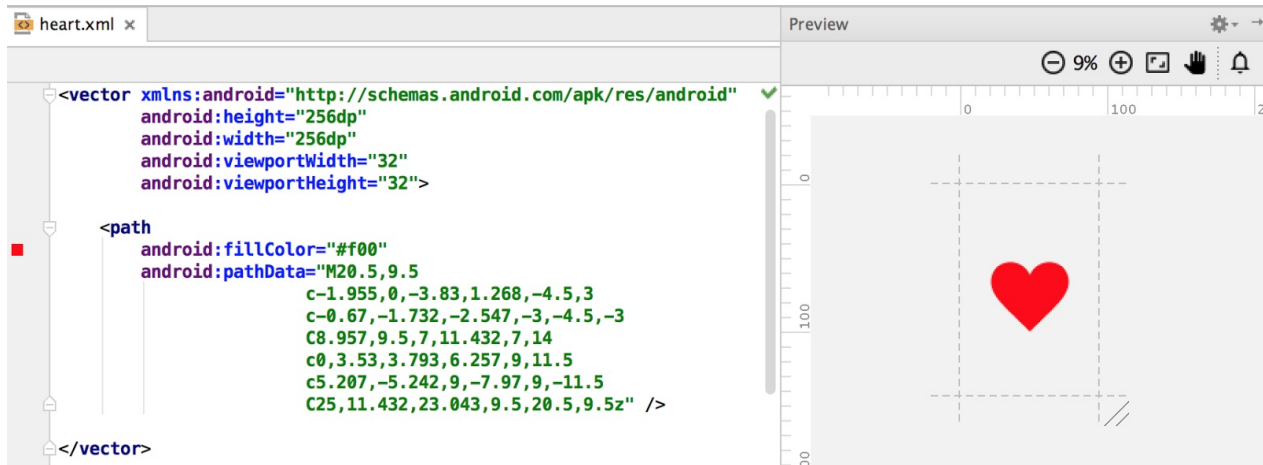 heart.xml ×
Preview
9%
<vector xmlns:android="http://schemas.android.com/apk/res/android"
android:height="256dp"
android:width="256dp"
android:viewportWidth="32"
android:viewportHeight="32">
<path
android:fillColor="#f00"
android:pathData="M20.5,9.5
c-1.955,0,-3.83,1.268,-4.5,3
c-0.67,-1.732,-2.547,-3,-4.5,-3
C8.957,9.5,7,11.432,7,14
c0,3.53,3.793,6.257,9,11.5
c5.207,-5.242,9,-7.97,9,-11.5
C25,11.432,23.043,9.5,20.5,9.5z" />
</vector>
0
100
0
100